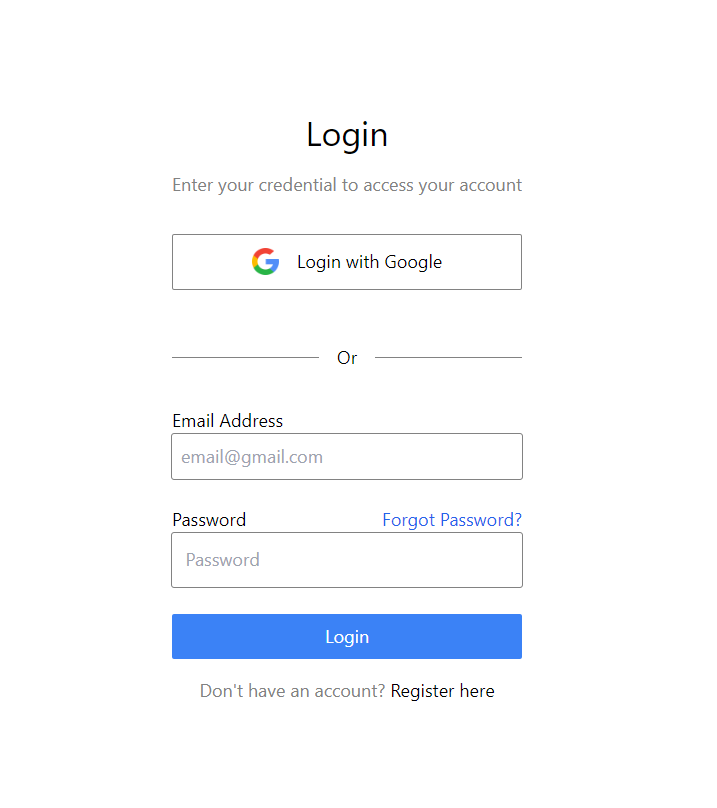 Login
Enter your credential to access your account
Login with Google
Or
Email Address
email@gmail.com
Password Forgot Password?
Password
Login
Don't have an account? Register here